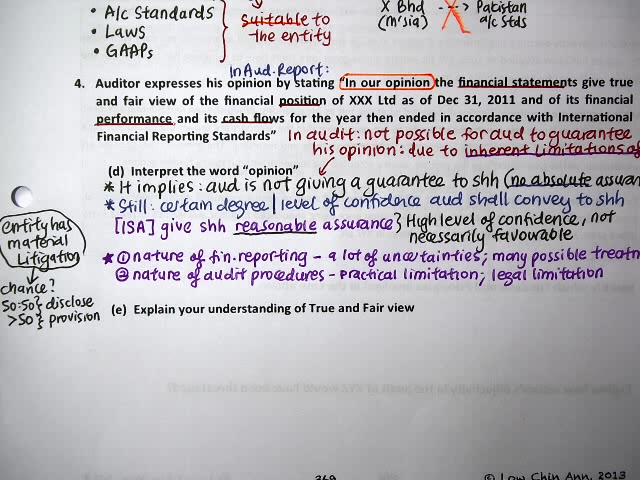 • A/c Standards
• Laws
• GAAPs
suitable to
the entity
X Bhd --> Pakistan
(M'sia) a/c stds
In Aud. Report:
4. Auditor expresses his opinion by stating "In our opinion the financial statements give true
and fair view of the financial position of XXX Ltd as of Dec 31, 2011 and of its financial
performance and its cash flows for the year then ended in accordance with International
Financial Reporting Standards" In audit: not possible for aud to guarantee
his opinion: due to inherent limitations of
(d) Interpret the word "opinion"
* It implies: aud is not giving a guarantee to shh (no absolute assuran
* Still: certain degree / level of confidence aud shall convey to shh
[ISA] give shh reasonable assurance} High level of confidence, not
necessarily favourable
* ① nature of fin. reporting - a lot of uncertainties; many possible treatm
② nature of audit procedures - practical limitation; legal limitation
entity has
material
litigation
chance?
50:50} disclose
>50} provision
(e) Explain your understanding of True and Fair view
© Low Chin Ann, 2013